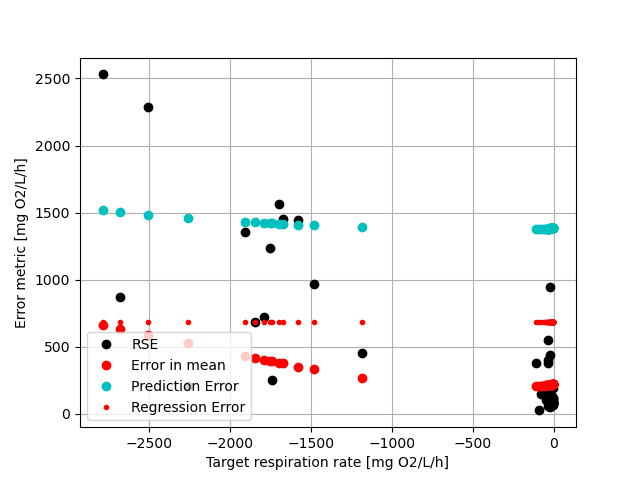 2500
2000
1500
1000
500
0
Error metric [mg O2/L/h]
RSE
Error in mean
Prediction Error
Regression Error
−2500
−2000
−1500
−1000
−500
0
Target respiration rate [mg O2/L/h]